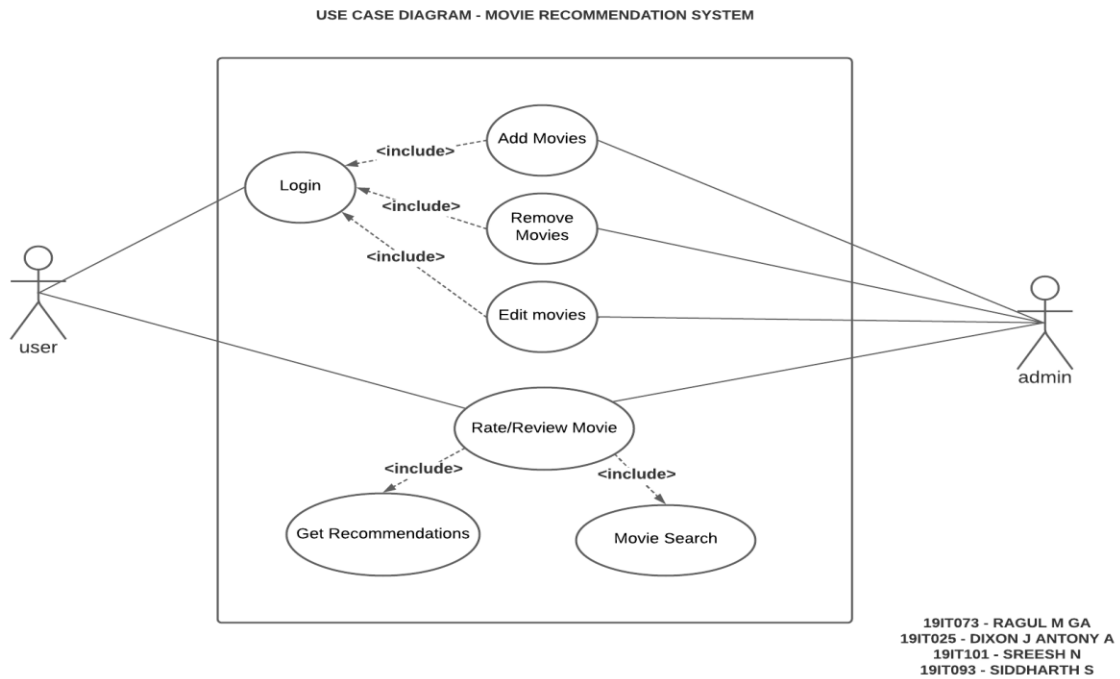 USE CASE DIAGRAM - MOVIE RECOMMENDATION SYSTEM
Add Movies
<include>
Login
<include>
Remove
Movies
<include>
Edit movies
user
admin
Rate/Review Movie
<include>
<include>
Get Recommendations
Movie Search
19IT073 - RAGUL M GA
19IT025 - DIXON J ANTONY A
19IT101 - SREESH N
19IT093 - SIDDHARTH S